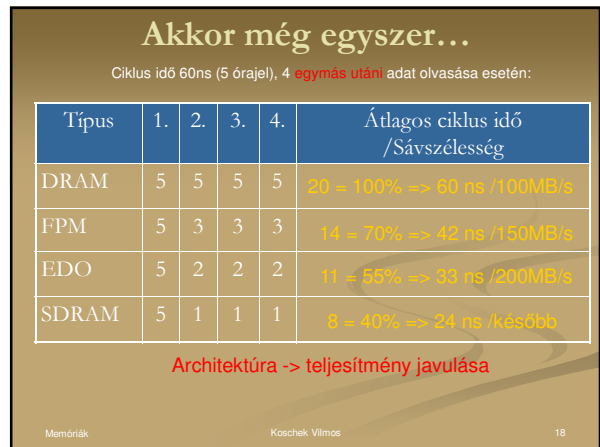 Akkor még egyszer…
Ciklus idő 60ns (5 órajel), 4 egymás utáni adat olvasása esetén:
Típus 1. 2. 3. 4. Átlagos ciklus idő
/Sávszélesség
DRAM 5 5 5 5 20 = 100% => 60 ns /100MB/s
FPM 5 3 3 3 14 = 70% => 42 ns /150MB/s
EDO 5 2 2 2 11 = 55% => 33 ns /200MB/s
SDRAM 5 1 1 1 8 = 40% => 24 ns /később
Architektúra -> teljesítmény javulása
Memóriák Koschek Vilmos 18